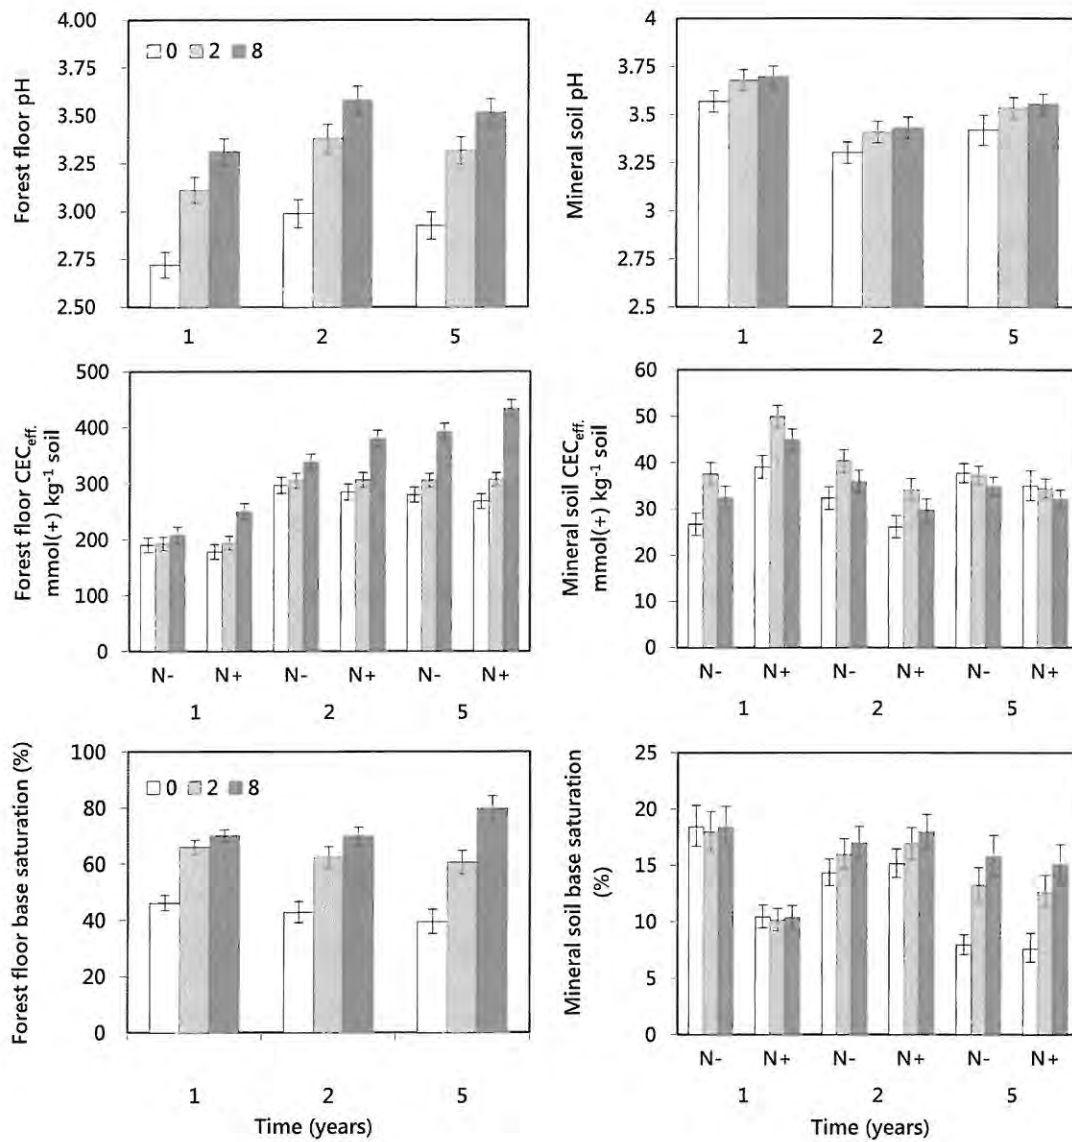 Forest floor pH
4.00
3.75
3.50
3.25
3.00
2.75
2.50
0 2 8
1 2 5
Mineral soil pH
4
3.75
3.5
3.25
3
2.75
2.5
1 2 5
Forest floor CECeff.
mmol(+) kg-1 soil
500
400
300
200
100
0
N- N+ N- N+ N- N+
1 2 5
Mineral soil CECeff.
mmol(+) kg-1 soil
60
50
40
30
20
10
0
N- N+ N- N+ N- N+
1 2 5
Forest floor base saturation (%)
100
80
60
40
20
0
0 2 8
1 2 5
Time (years)
Mineral soil base saturation
(%)
25
20
15
10
5
0
N- N+ N- N+ N- N+
1 2 5
Time (years)